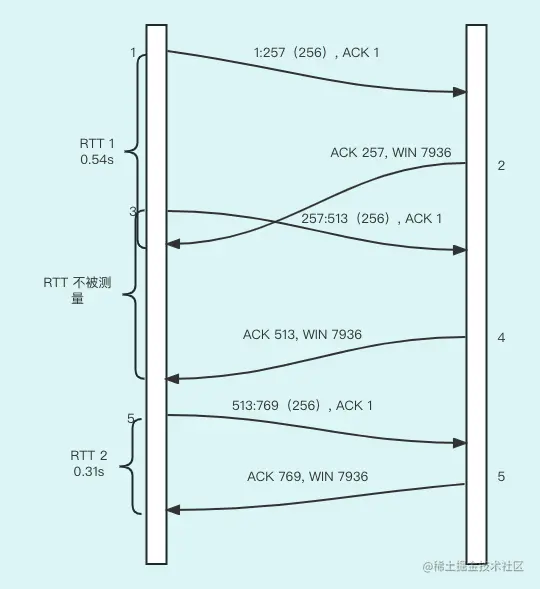 1
1:257（256）, ACK 1
RTT 1
0.54s
ACK 257, WIN 7936
2
3
257:513（256）, ACK 1
RTT 不被测
量
ACK 513, WIN 7936
4
513:769（256）, ACK 1
5
RTT 2
0.31s
ACK 769, WIN 7936
5
@稀土掘金技术社区